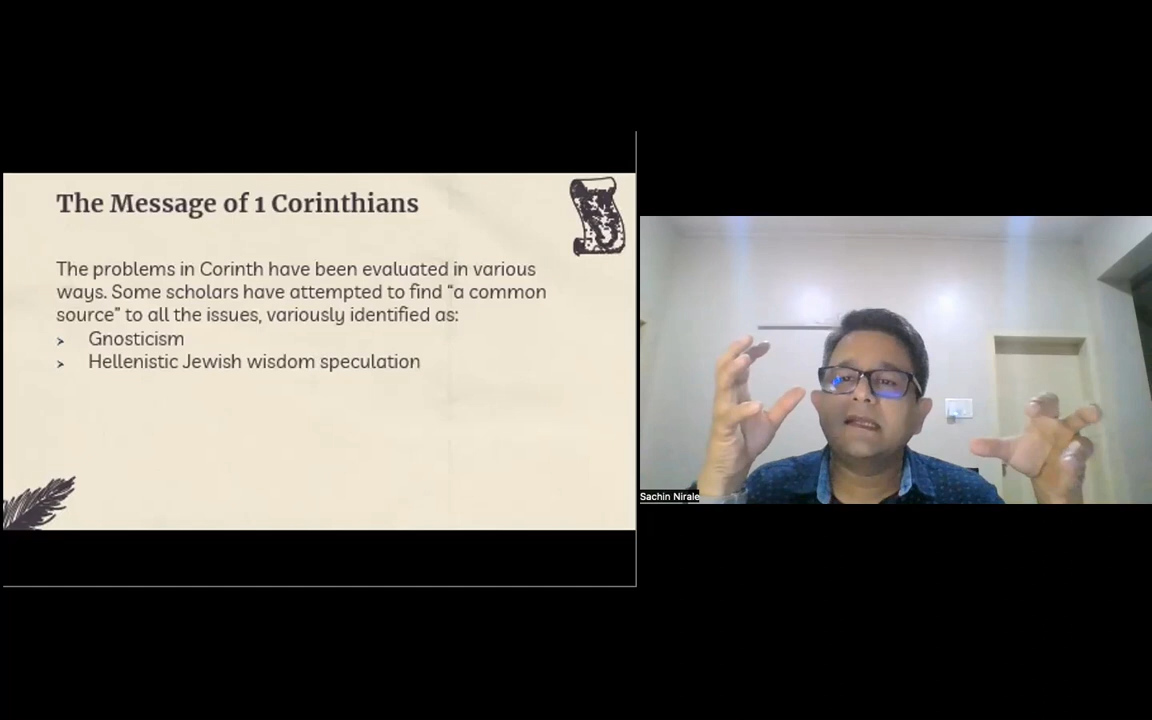 The Message of 1 Corinthians
The problems in Corinth have been evaluated in various
ways. Some scholars have attempted to find “a common
source” to all the issues, variously identified as:
➢ Gnosticism
➢ Hellenistic Jewish wisdom speculation
Sachin Nirale